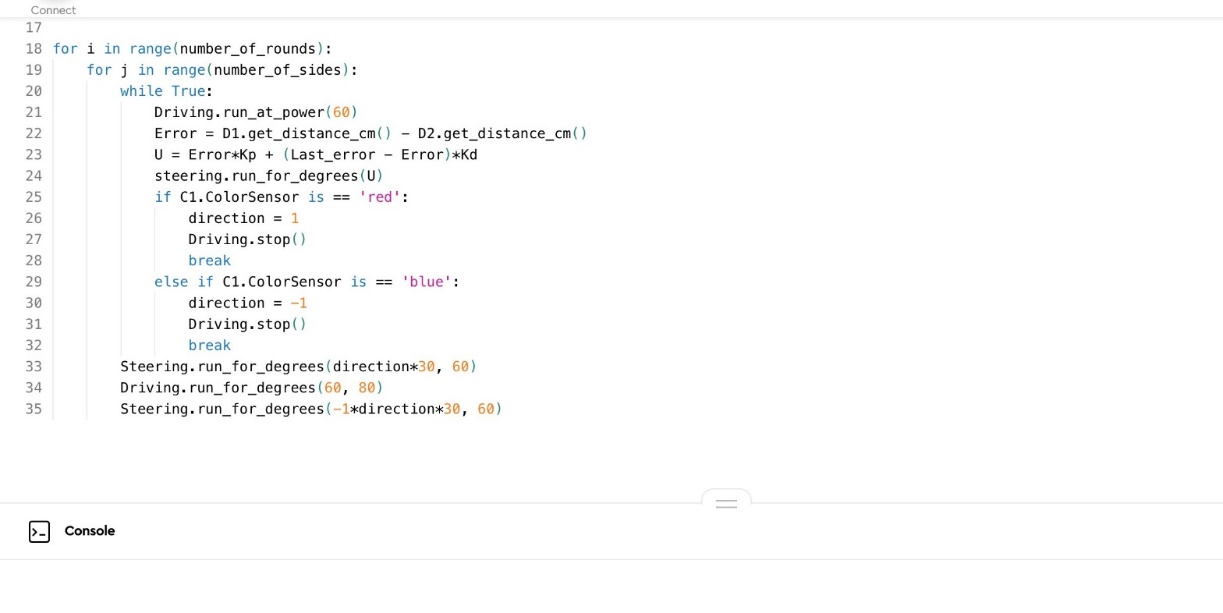 Connect
17
18 for i in range(number_of_rounds):
19     for j in range(number_of_sides):
20         while True:
21             Driving.run_at_power(60)
22             Error = D1.get_distance_cm() – D2.get_distance_cm()
23             U = Error*Kp + (Last_error – Error)*Kd
24             steering.run_for_degrees(U)
25             if C1.ColorSensor is == 'red':
26                 direction = 1
27                 Driving.stop()
28                 break
29             else if C1.ColorSensor is == 'blue':
30                 direction = –1
31                 Driving.stop()
32                 break
33         Steering.run_for_degrees(direction*30, 60)
34         Driving.run_for_degrees(60, 80)
35         Steering.run_for_degrees(–1*direction*30, 60)
>_ Console